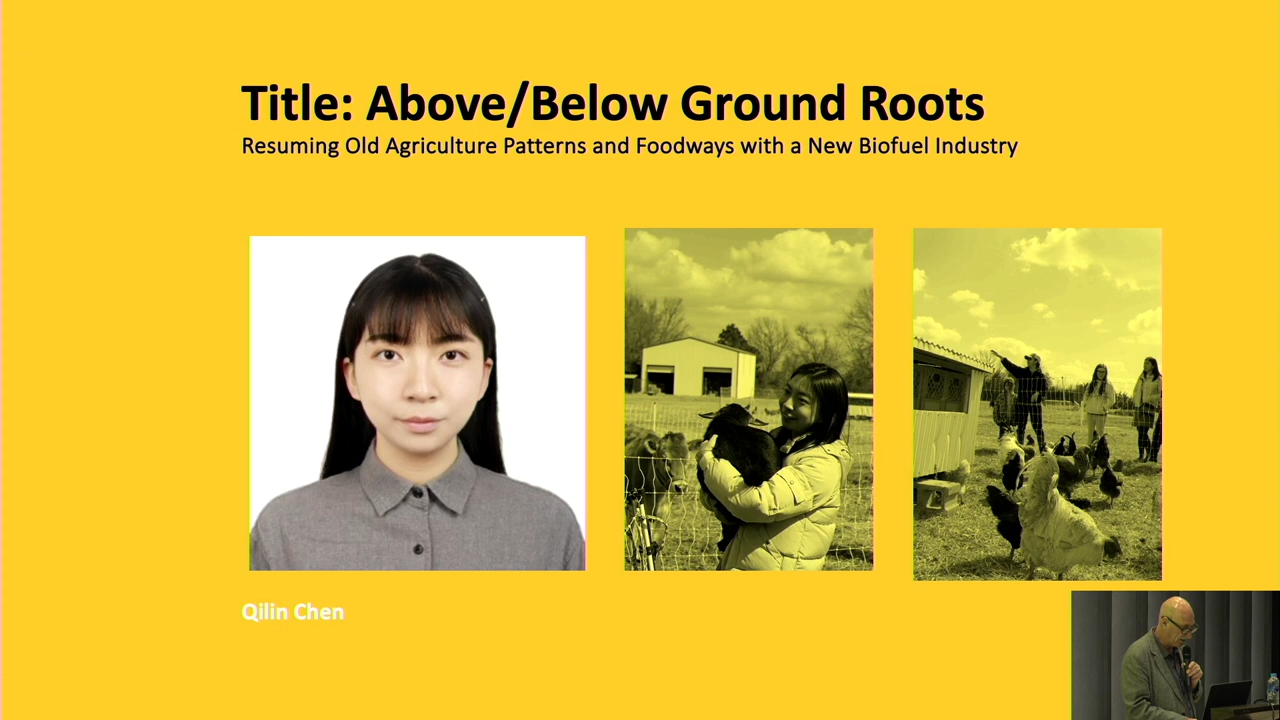 Title: Above/Below Ground Roots
Resuming Old Agriculture Patterns and Foodways with a New Biofuel Industry
Qilin Chen